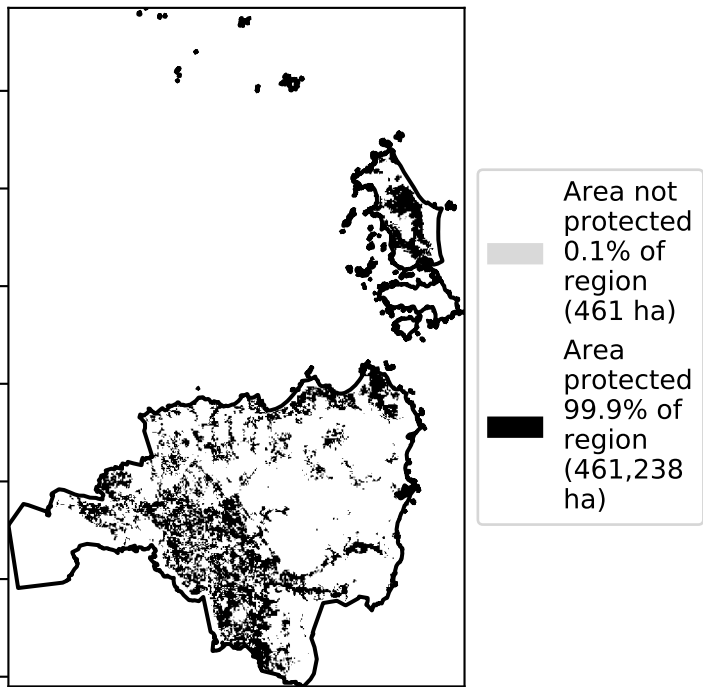 Area not
protected
0.1% of
region
(461 ha)
Area
protected
99.9% of
region
(461,238
ha)